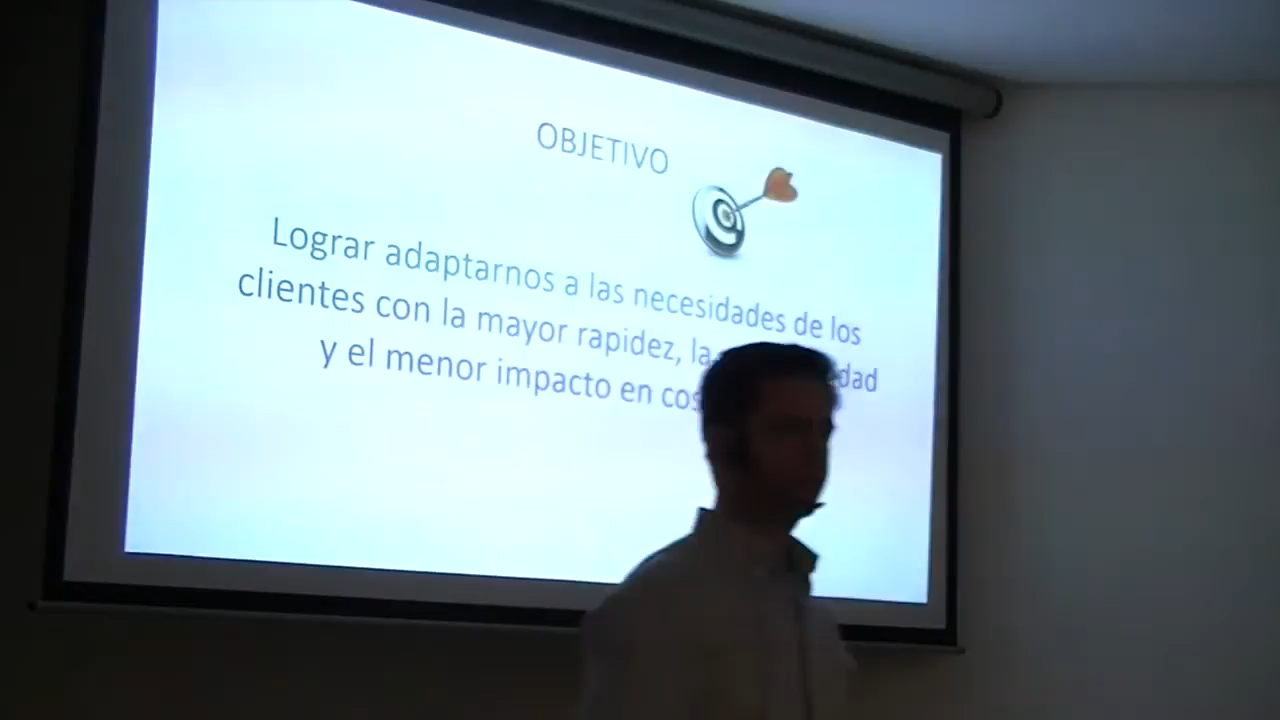 OBJETIVO
Lograr adaptarnos a las necesidades de los
clientes con la mayor rapidez, la
y el menor impacto en